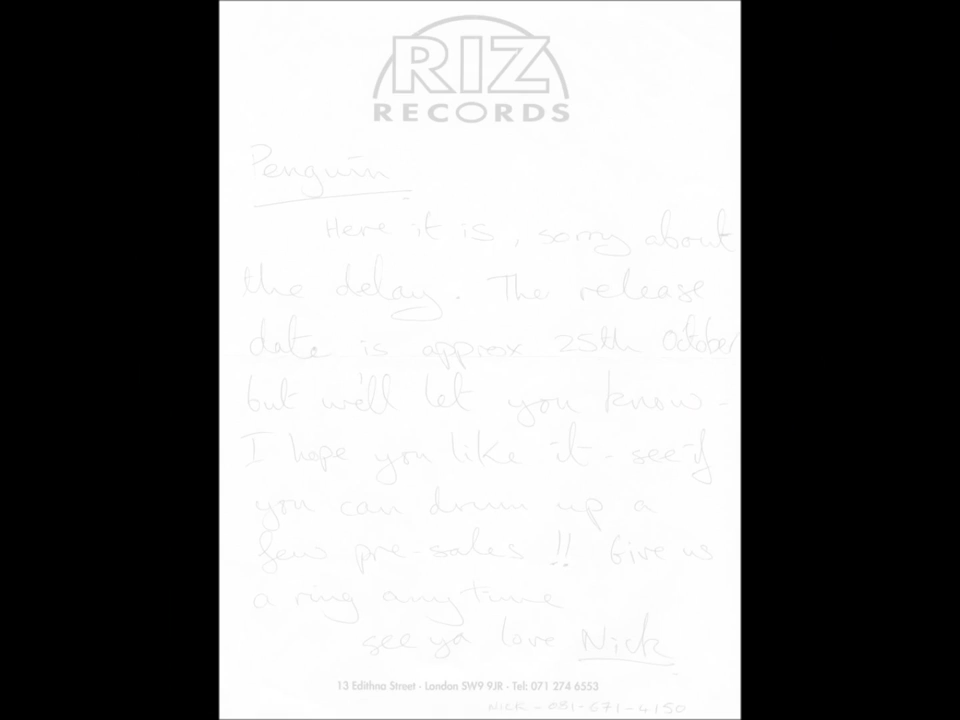 RIZ
RECORDS
Penguin
Here it is, sorry about
the delay. The release
date is approx 25th October
but we'll let you know -
I hope you like it - see if
you can drum up a
few pre-sales !! Give us
a ring anytime
see ya love Nick
13 Edithna Street - London SW9 9JR - Tel: 071 274 6553
NICK - 081-671-4150